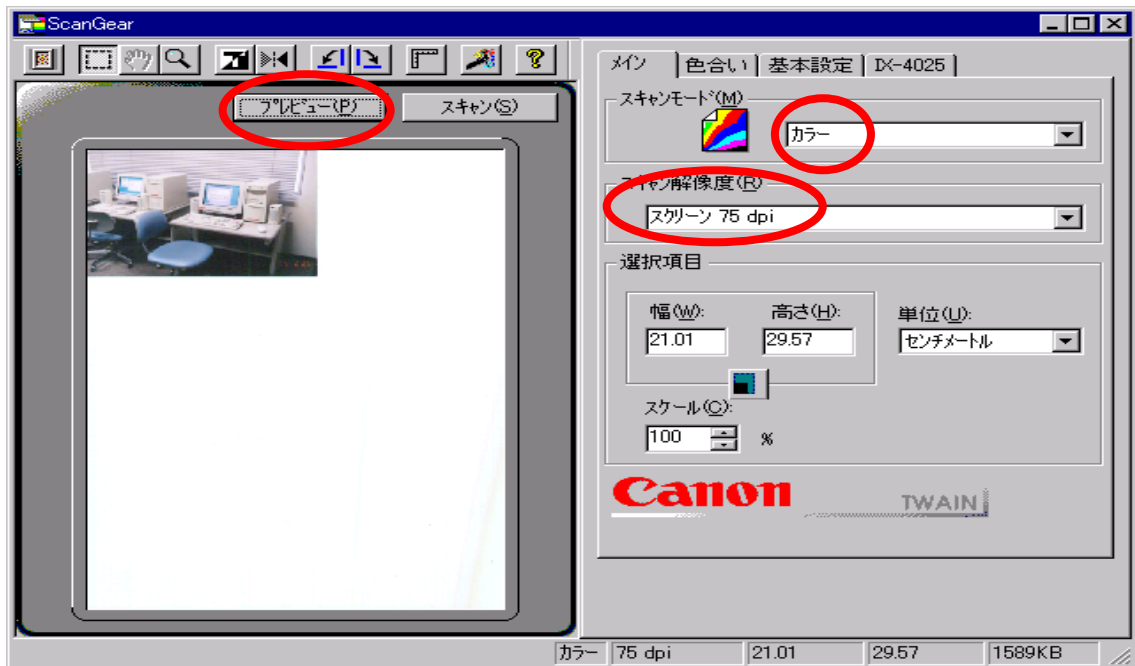 ScanGear
プレビュー(P)
スキャン(S)
メイン
色合い
基本設定
IX-4025
スキャンモード(M)
カラー
スキャン解像度(R)
スクリーン 75 dpi
選択項目
幅(W):
高さ(H):
単位(U):
21.01
29.57
センチメートル
スケール(C):
100
%
Canon
TWAIN
カラー
75 dpi
21.01
29.57
1589KB